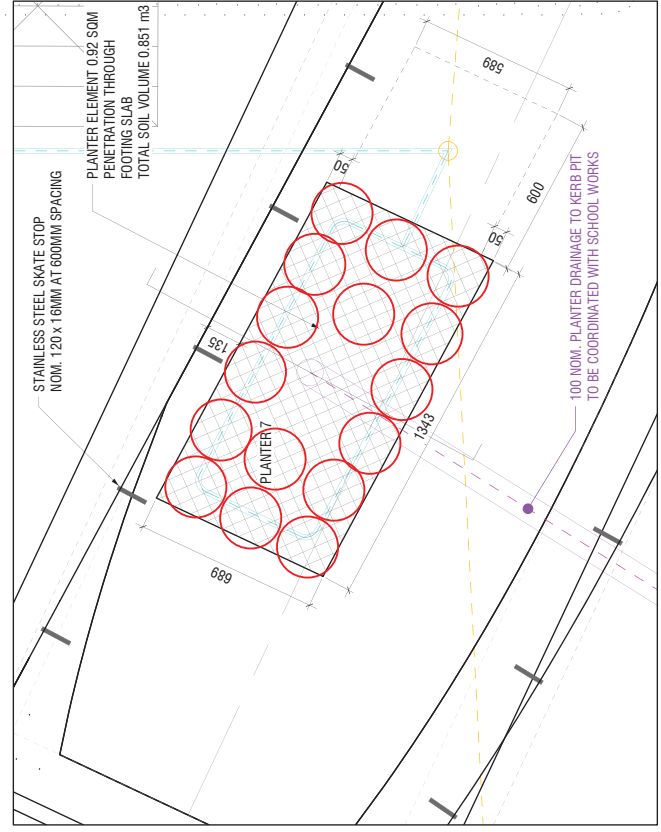 STAINLESS STEEL SKATE STOP
NOM. 120 x 16MM AT 600MM SPACING
PLANTER ELEMENT 0.92 SQM
PENETRATION THROUGH
FOOTING SLAB
TOTAL SOIL VOLUME 0.851 m3
589
50
600
50
135
PLANTER 7
1343
689
100 NOM. PLANTER DRAINAGE TO KERB PIT
TO BE COORDINATED WITH SCHOOL WORKS